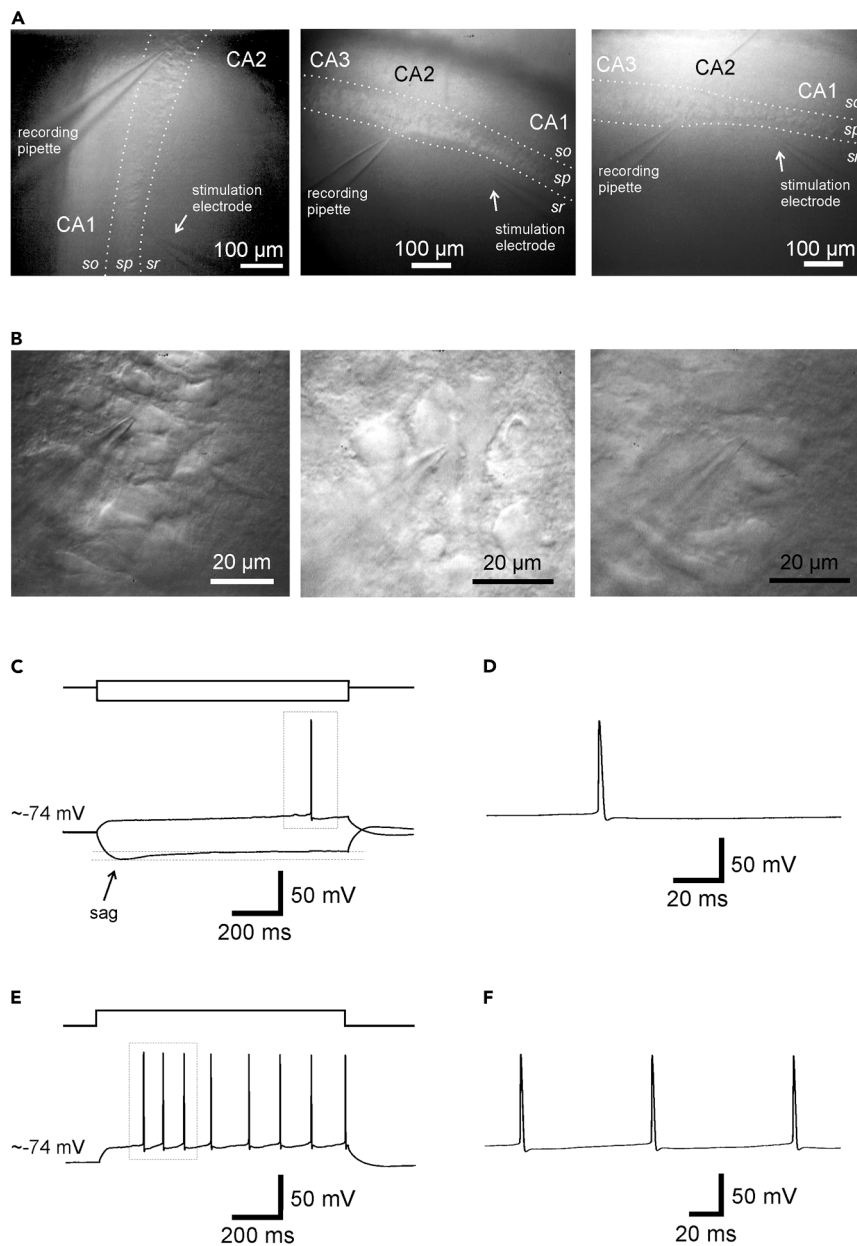 A
CA2
recording
pipette
stimulation
electrode
CA1
so sp sr
100 µm
CA3
CA2
CA1
so
sp
sr
recording
pipette
stimulation
electrode
100 µm
CA3
CA2
CA1
so
sp
recording
pipette
stimulation
electrode
100 µm
B
20 µm
20 µm
20 µm
C
~-74 mV
sag
50 mV
200 ms
D
50 mV
20 ms
E
~-74 mV
50 mV
200 ms
F
50 mV
20 ms